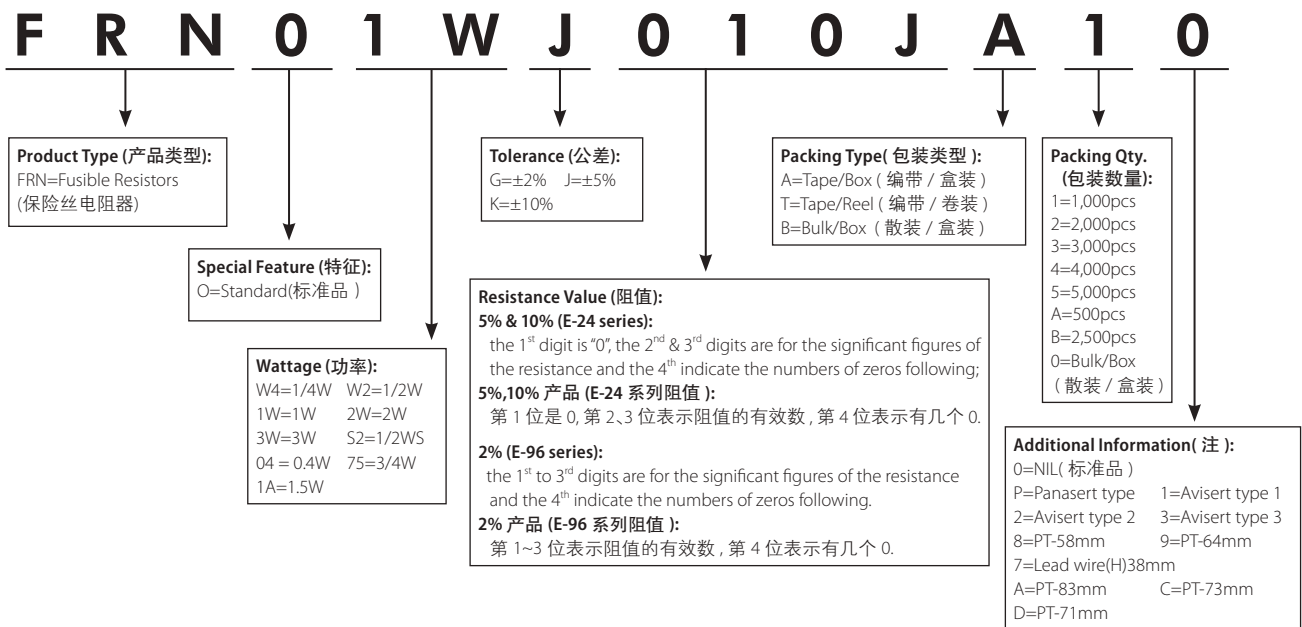 F R N 0 1 W J 0 1 0 J A 1 0
Product Type (产品类型):
FRN=Fusible Resistors
(保险丝电阻器)
Special Feature (特征):
O=Standard(标准品 )
Wattage (功率):
W4=1/4W W2=1/2W
1W=1W 2W=2W
3W=3W S2=1/2WS
04 = 0.4W 75=3/4W
1A=1.5W
Tolerance (公差):
G=±2% J=±5%
K=±10%
Resistance Value (阻值):
5% & 10% (E-24 series):
the 1st digit is "0", the 2nd & 3rd digits are for the significant figures of
the resistance and the 4th indicate the numbers of zeros following;
5%,10% 产品 (E-24 系列阻值 ):
第 1 位是 0, 第 2、3 位表示阻值的有效数 , 第 4 位表示有几个 0.
2% (E-96 series):
the 1st to 3rd digits are for the significant figures of the resistance
and the 4th indicate the numbers of zeros following.
2% 产品 (E-96 系列阻值 ):
第 1~3 位表示阻值的有效数 , 第 4 位表示有几个 0.
Packing Type( 包装类型 ):
A=Tape/Box ( 编带 / 盒装 )
T=Tape/Reel ( 编带 / 卷装 )
B=Bulk/Box ( 散装 / 盒装 )
Packing Qty.
(包装数量):
1=1,000pcs
2=2,000pcs
3=3,000pcs
4=4,000pcs
5=5,000pcs
A=500pcs
B=2,500pcs
0=Bulk/Box
( 散装 / 盒装 )
Additional Information( 注 ):
0=NIL( 标准品 )
P=Panasert type 1=Avisert type 1
2=Avisert type 2 3=Avisert type 3
8=PT-58mm 9=PT-64mm
7=Lead wire(H)38mm
A=PT-83mm C=PT-73mm
D=PT-71mm